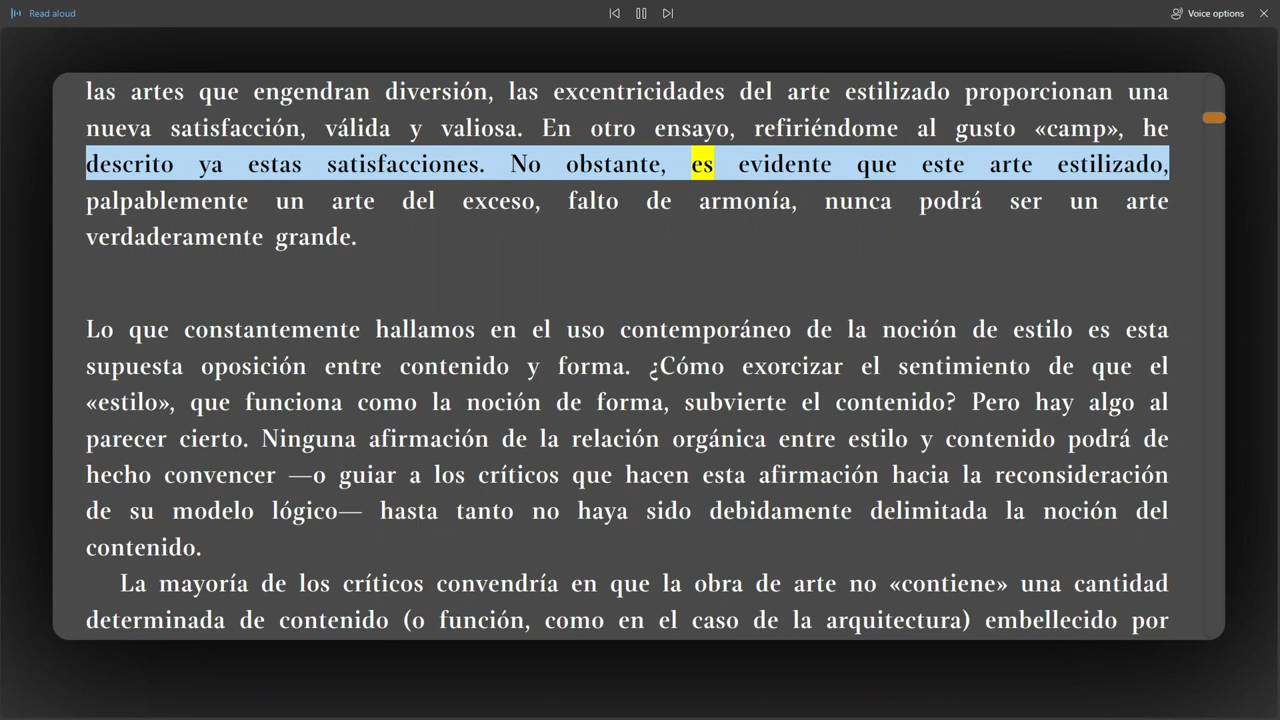 Read aloud
Voice options
las artes que engendran diversión, las excentricidades del arte estilizado proporcionan una
nueva satisfacción, válida y valiosa. En otro ensayo, refiriéndome al gusto «camp», he
descrito ya estas satisfacciones. No obstante, es evidente que este arte estilizado,
palpablemente un arte del exceso, falto de armonía, nunca podrá ser un arte
verdaderamente grande.
Lo que constantemente hallamos en el uso contemporáneo de la noción de estilo es esta
supuesta oposición entre contenido y forma. ¿Cómo exorcizar el sentimiento de que el
«estilo», que funciona como la noción de forma, subvierte el contenido? Pero hay algo al
parecer cierto. Ninguna afirmación de la relación orgánica entre estilo y contenido podrá de
hecho convencer —o guiar a los críticos que hacen esta afirmación hacia la reconsideración
de su modelo lógico— hasta tanto no haya sido debidamente delimitada la noción del
contenido.
La mayoría de los críticos convendría en que la obra de arte no «contiene» una cantidad
determinada de contenido (o función, como en el caso de la arquitectura) embellecido por